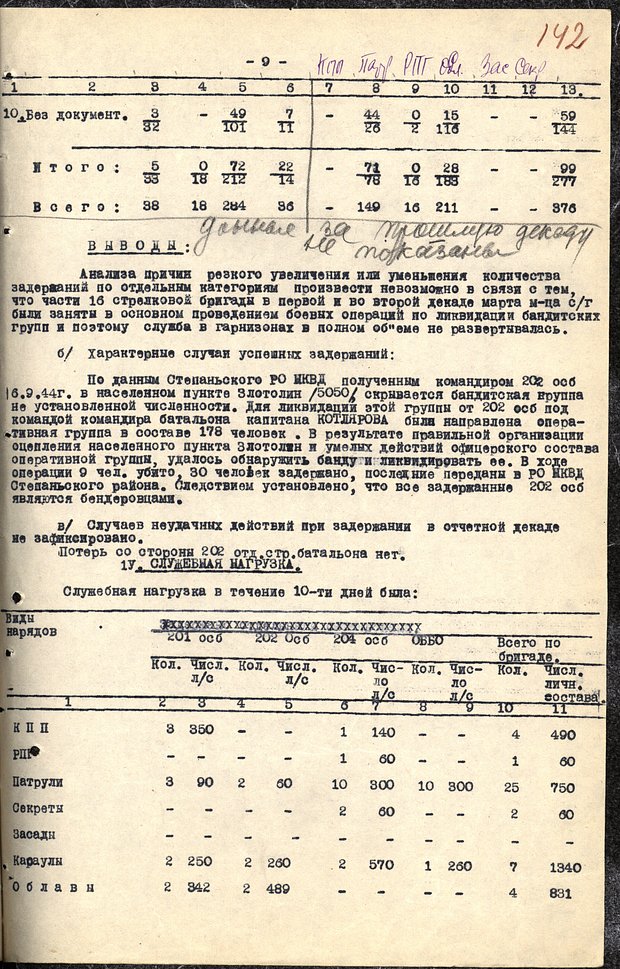 142
- 9 -
Кпп Патр РПГ Обл. Зас Секр
1 2 3 4 5 6 7 8 9 10 11 12 13.
10. Без документ. 3 - 49 7 - 44 0 15 - - 59
32 101 11 26 2 116 144
И т о г о : 5 0 72 22 - 71 0 28 - - 99
33 18 212 14 78 16 183 277
В с е г о : 38 18 284 36 - 149 16 211 - - 376
данные за прошлую декаду
не показаны
ВЫВОДЫ:
Анализа причин резкого увеличения или уменьшения количества
задержаний по отдельным категориям произвести невозможно в связи с тем,
что части 16 стрелковой бригады в первой и во второй декаде марта м-ца с/г
были заняты в основном проведением боевых операций по ликвидации бандитских
групп и поэтому служба в гарнизонах в полном об"еме не развертывалась.
б/ Характерные случаи успешных задержаний:
По данным Степаньского РО НКВД полученным командиром 202 осб
16.9.44г. в населенном пункте Злотолин /5050/ скрывается бандитская группа
не установленной численности. Для ликвидации этой группы от 202 осб под
командой командира батальона капитана КОТЛЯРОВА были направлена опера-
тивная группа в составе 178 человек . В результате правильной организации
оцепления населенного пункта Злотолин и умелых действий офицерского состава
оперативной группы, удалось обнаружить банду и ликвидировать ее. В ходе
операции 9 чел. убито, 30 человек задержано, последние переданы в РО НКВД
Степаньского района. Следствием установлено, что все задержанные 202 осб
являются бендеровцами.
в/ Случаев неудачных действий при задержании в отчетной декаде
не зафиксировано.
Потерь со стороны 202 отд.стр.батальона нет.
1У. СЛУЖЕБНАЯ НАГРУЗКА.
Служебная нагрузка в течение 10-ти дней была:
Виды
нарядов
201 осб 202 осб 204 осб ОББО Всего по
бригаде.
Кол. Числ. Кол. Числ. Кол. Чис- Кол. Чис- Кол. Числ.
л/с л/с ло ло личн.
л/с л/с состава.
1 2 3 4 5 6 7 8 9 10 11
К П П 3 350 - - 1 140 - - 4 490
РПГ 1 60 - - 1 60
Патрули 3 90 2 60 10 300 10 300 25 750
Секреты - - - - 2 60 - - 2 60
Засады - - - - - - - - - -
Караулы 2 250 2 260 2 570 1 260 7 1340
О б л а в ы 2 342 2 489 - - - - 4 831